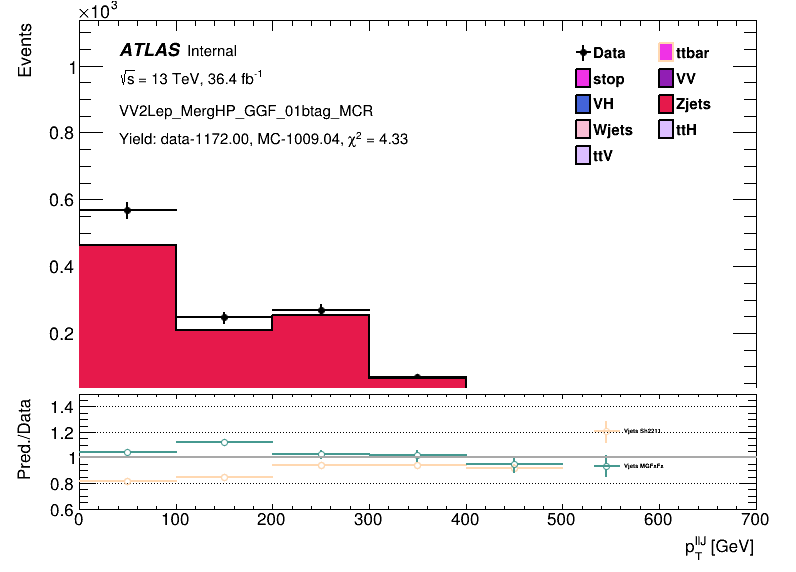 ×10³
Events
ATLAS Internal
√s = 13 TeV, 36.4 fb⁻¹
VV2Lep_MergHP_GGF_01btag_MCR
Yield: data-1172.00, MC-1009.04, χ² = 4.33
Data
ttbar
stop
VV
VH
Zjets
Wjets
ttH
ttV
1
0.8
0.6
0.4
0.2
Pred./Data
1.4
1.2
1
0.8
0.6
Vjets Sh2211
Vjets MGFxFx
0 100 200 300 400 500 600 700
p_T^llJ [GeV]